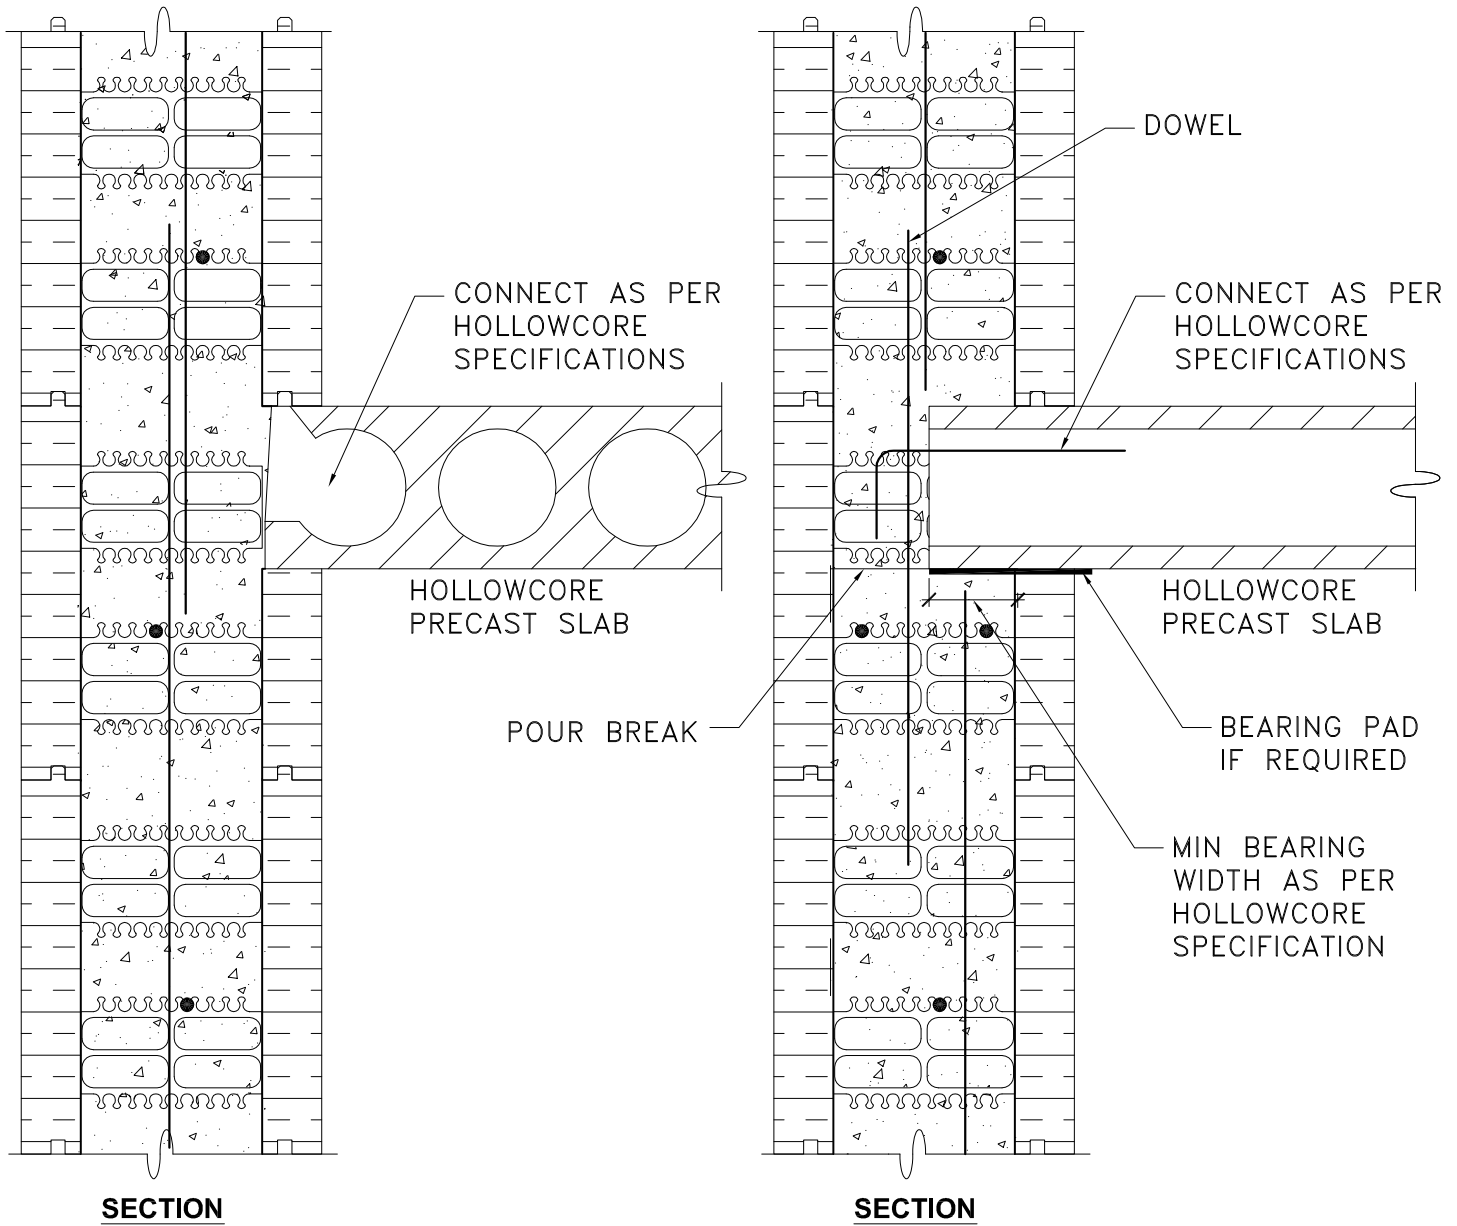 CONNECT AS PER
HOLLOWCORE
SPECIFICATIONS
HOLLOWCORE
PRECAST SLAB
SECTION
DOWEL
CONNECT AS PER
HOLLOWCORE
SPECIFICATIONS
HOLLOWCORE
PRECAST SLAB
POUR BREAK
BEARING PAD
IF REQUIRED
MIN BEARING
WIDTH AS PER
HOLLOWCORE
SPECIFICATION
SECTION